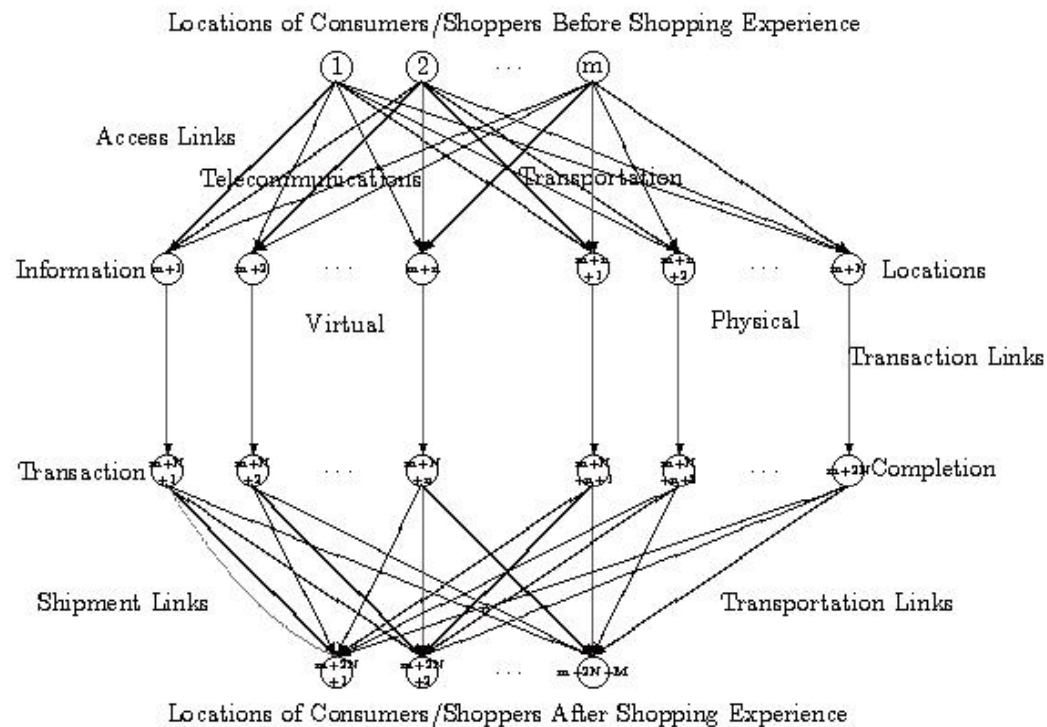 Locations of Consumers/Shoppers Before Shopping Experience
1 2 · · · m
Access Links
Telecommunications Transportation
Information m+1 m+2 · · · m+n m+n +1 m+n +2 · · · m+N Locations
Virtual Physical
Transaction Links
Transaction m+N +1 m+N +2 · · · m+N +n m+N +n+1 m+N +n+2 · · · m+2N Completion
Shipment Links Transportation Links
m+2N +1 m+2N +2 · · · m+2N+M
Locations of Consumers/Shoppers After Shopping Experience